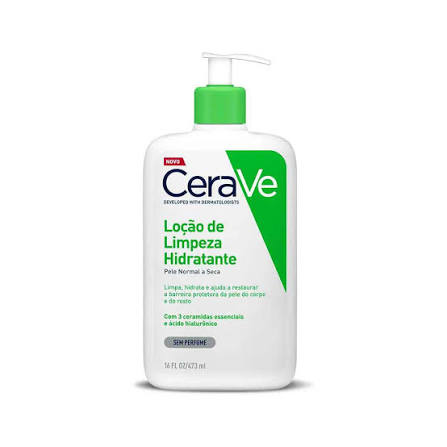 NOVO
CeraVe
DEVELOPED WITH DERMATOLOGISTS
Loção de
Limpeza
Hidratante
Pele Normal a Seca
Limpa, hidrata e ajuda a restaurar
a barreira protetora da pele do corpo
e do rosto
Com 3 ceramidas essenciais
e ácido hialurônico
SEM PERFUME
16 FL OZ/473 ml